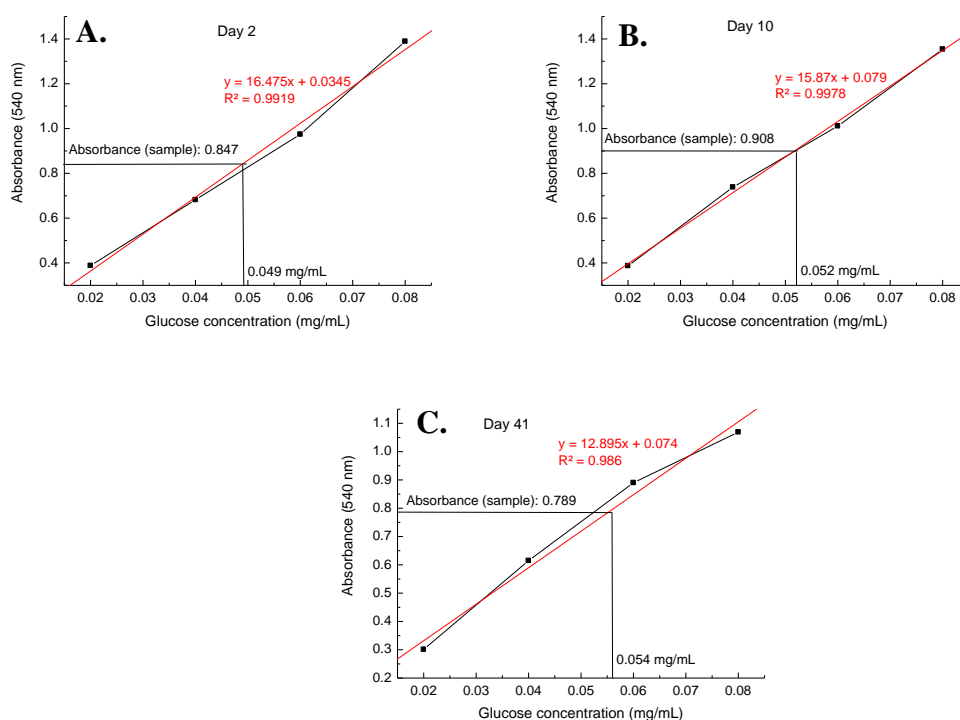 A.
Day 2
y = 16.475x + 0.0345
R² = 0.9919
Absorbance (sample): 0.847
0.049 mg/mL
Absorbance (540 nm)
1.4
1.2
1.0
0.8
0.6
0.4
0.02 0.03 0.04 0.05 0.06 0.07 0.08
Glucose concentration (mg/mL)
B.
Day 10
y = 15.87x + 0.079
R² = 0.9978
Absorbance (sample): 0.908
0.052 mg/mL
Absorbance (540 nm)
1.4
1.2
1.0
0.8
0.6
0.4
0.02 0.03 0.04 0.05 0.06 0.07 0.08
Glucose concentration (mg/mL)
C.
Day 41
y = 12.895x + 0.074
R² = 0.986
Absorbance (sample): 0.789
0.054 mg/mL
Absorbance (540 nm)
1.1
1.0
0.9
0.8
0.7
0.6
0.5
0.4
0.3
0.2
0.02 0.03 0.04 0.05 0.06 0.07 0.08
Glucose concentration (mg/mL)